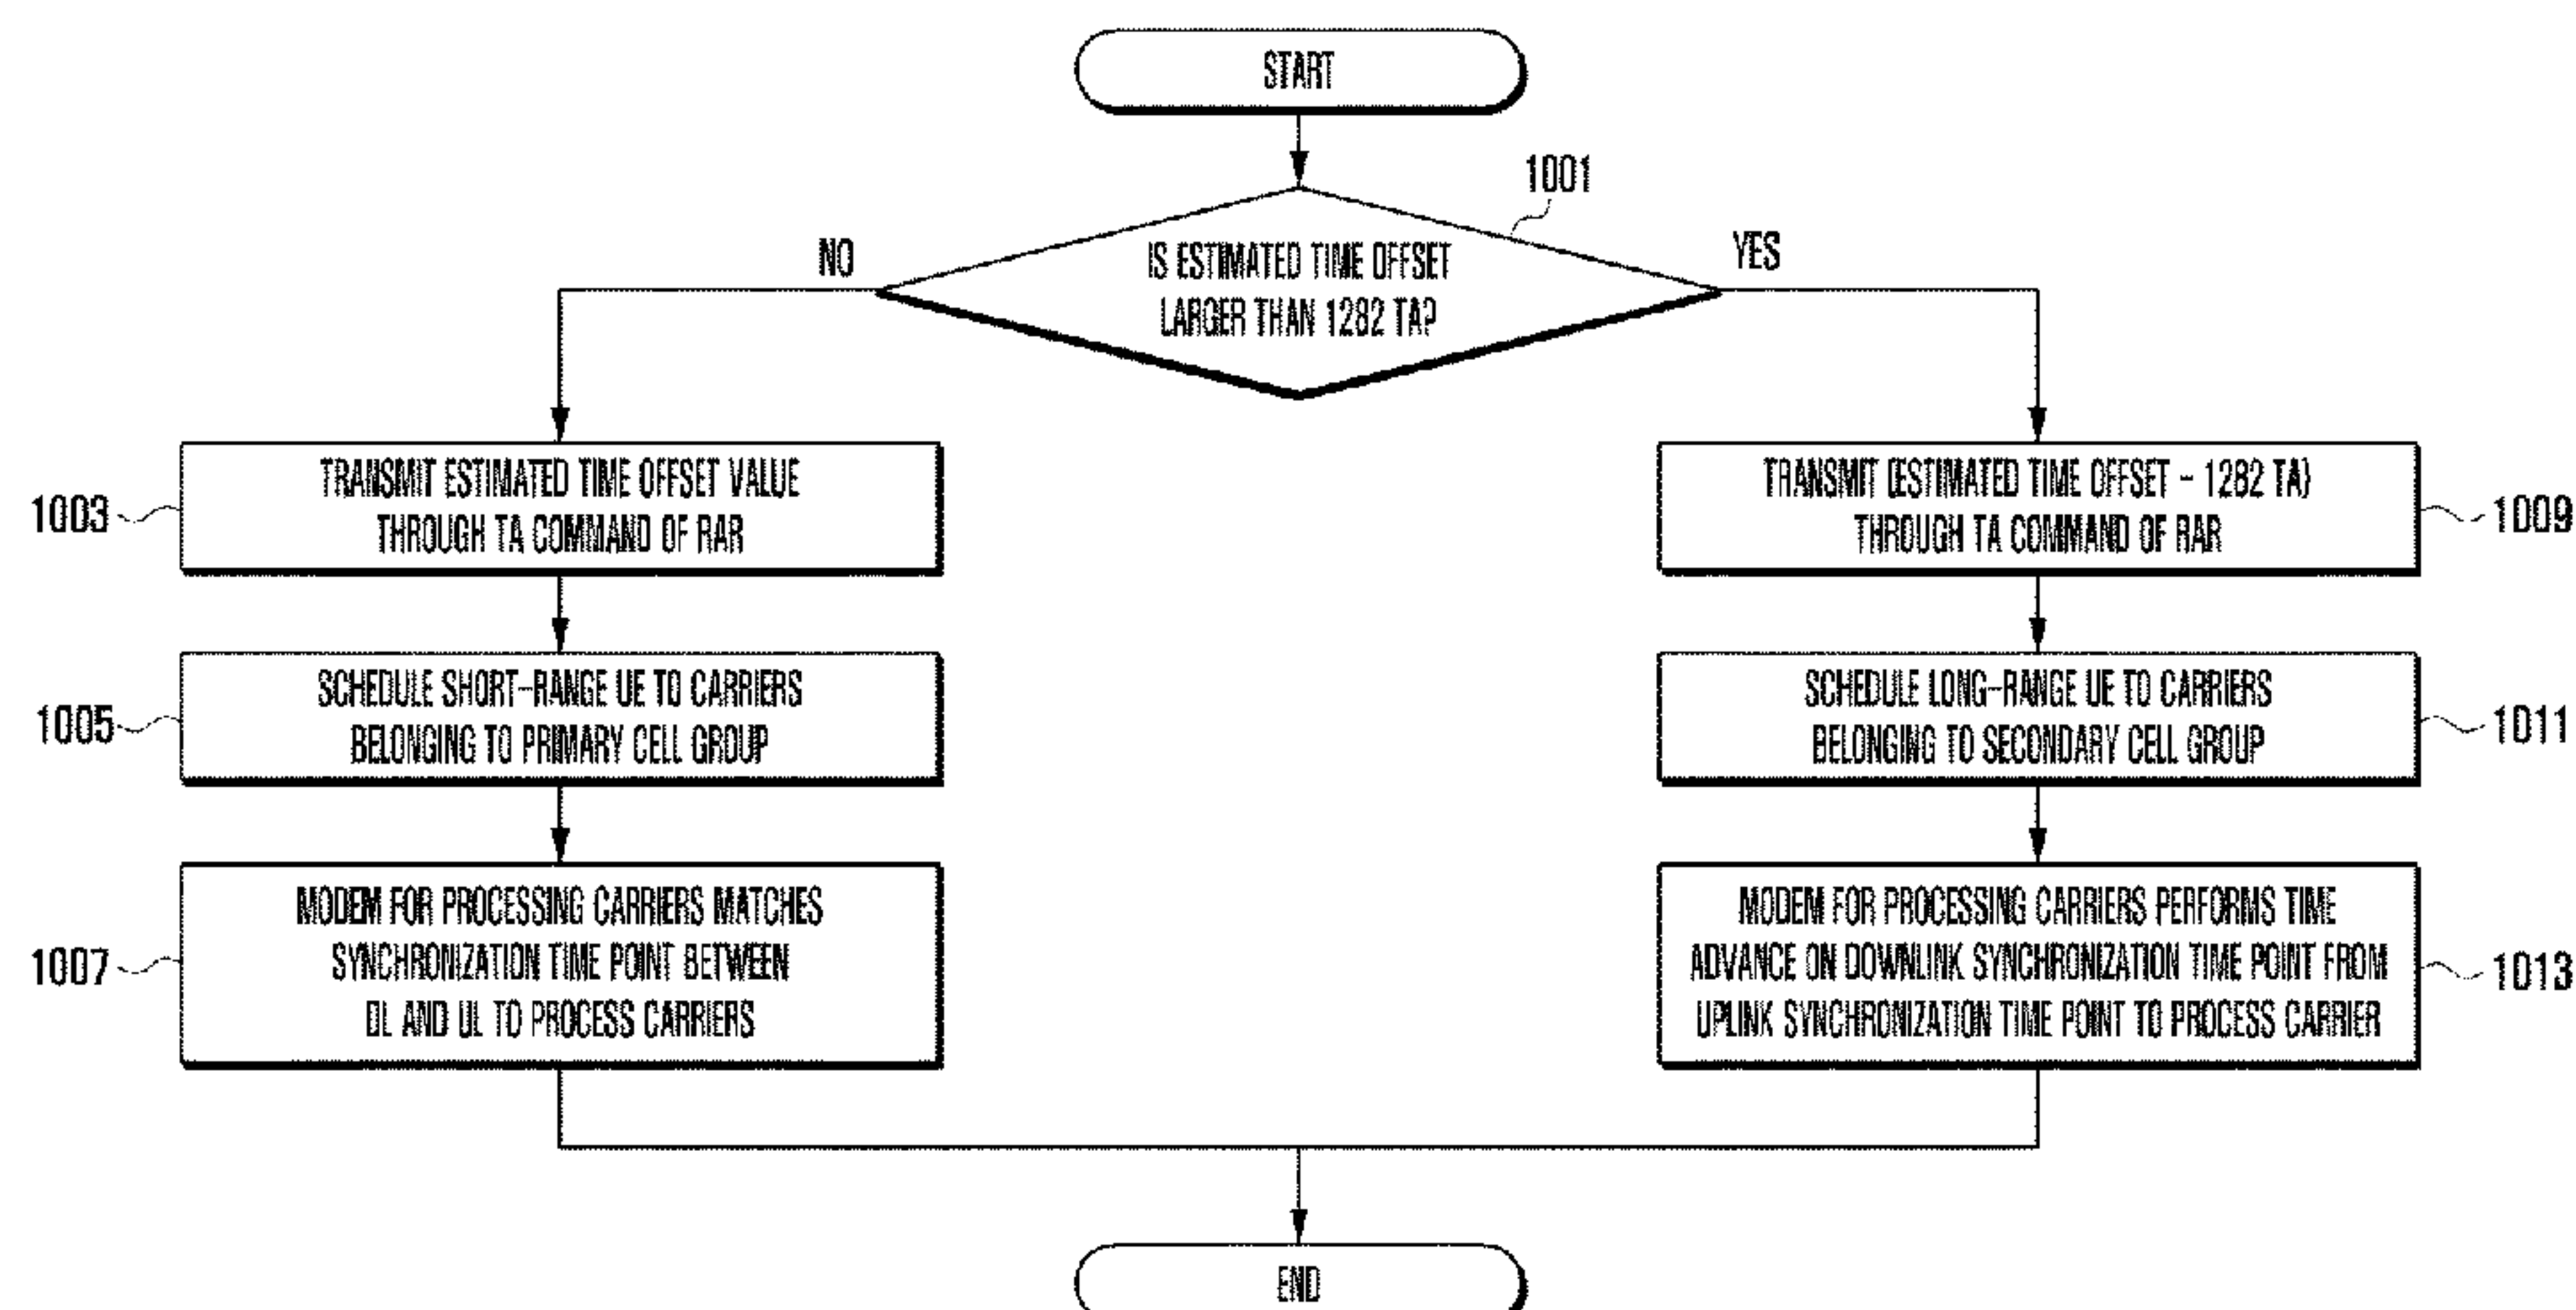 START
1001
IS ESTIMATED TIME OFFSET
LARGER THAN 1282 TA?
NO
YES
1003
TRANSMIT ESTIMATED TIME OFFSET VALUE
THROUGH TA COMMAND OF RAR
1005
SCHEDULE SHORT-RANGE UE TO CARRIERS
BELONGING TO PRIMARY CELL GROUP
1007
MODEM FOR PROCESSING CARRIERS MATCHES
SYNCHRONIZATION TIME POINT BETWEEN
DL AND UL TO PROCESS CARRIERS
TRANSMIT (ESTIMATED TIME OFFSET - 1282 TA)
THROUGH TA COMMAND OF RAR
1009
SCHEDULE LONG-RANGE UE TO CARRIERS
BELONGING TO SECONDARY CELL GROUP
1011
MODEM FOR PROCESSING CARRIERS PERFORMS TIME
ADVANCE ON DOWNLINK SYNCHRONIZATION TIME POINT FROM
UPLINK SYNCHRONIZATION TIME POINT TO PROCESS CARRIER
1013
END